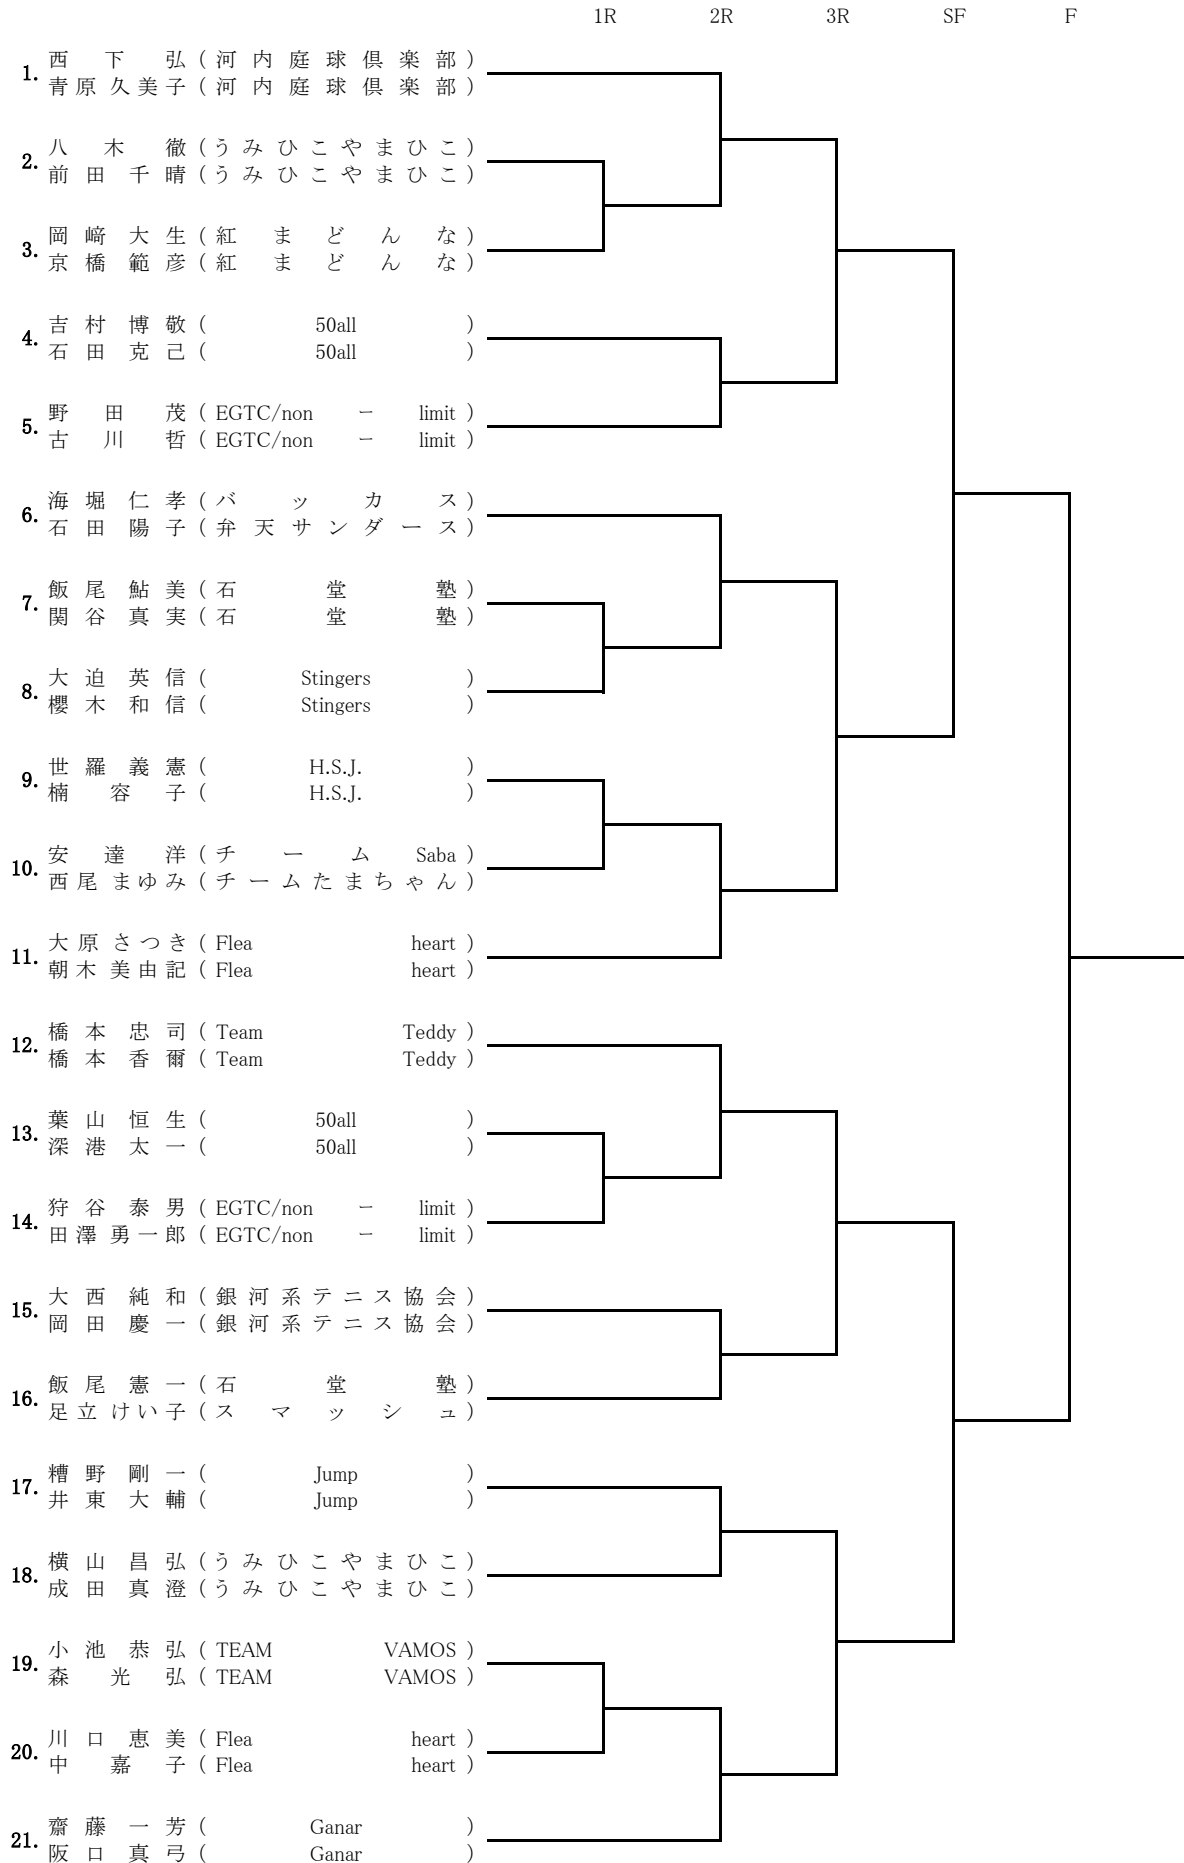 1R 2R 3R SF F
西下弘(河内庭球倶楽部)
1.
青原久美子(河内庭球倶楽部)
八木徹(うみひこやまひこ)
2.
前田千晴(うみひこやまひこ)
岡﨑大生(紅まどんな)
3.
京橋範彦(紅まどんな)
吉村博敬(50all)
4.
石田克己(50all)
野田茂(EGTC/non－limit)
5.
古川哲(EGTC/non－limit)
海堀仁孝(バッカス)
6.
石田陽子(弁天サンダース)
飯尾鮎美(石堂塾)
7.
関谷真実(石堂塾)
大迫英信(Stingers)
8.
櫻木和信(Stingers)
世羅義憲(H.S.J.)
9.
楠容子(H.S.J.)
安達洋(チームSaba)
10.
西尾まゆみ(チームたまちゃん)
大原さつき(Flea heart)
11.
朝木美由記(Flea heart)
橋本忠司(Team Teddy)
12.
橋本香爾(Team Teddy)
葉山恒生(50all)
13.
深港太一(50all)
狩谷泰男(EGTC/non－limit)
14.
田澤勇一郎(EGTC/non－limit)
大西純和(銀河系テニス協会)
15.
岡田慶一(銀河系テニス協会)
飯尾憲一(石堂塾)
16.
足立けい子(スマッシュ)
糟野剛一(Jump)
17.
井東大輔(Jump)
横山昌弘(うみひこやまひこ)
18.
成田真澄(うみひこやまひこ)
小池恭弘(TEAM VAMOS)
19.
森光弘(TEAM VAMOS)
川口恵美(Flea heart)
20.
中嘉子(Flea heart)
齋藤一芳(Ganar)
21.
阪口真弓(Ganar)